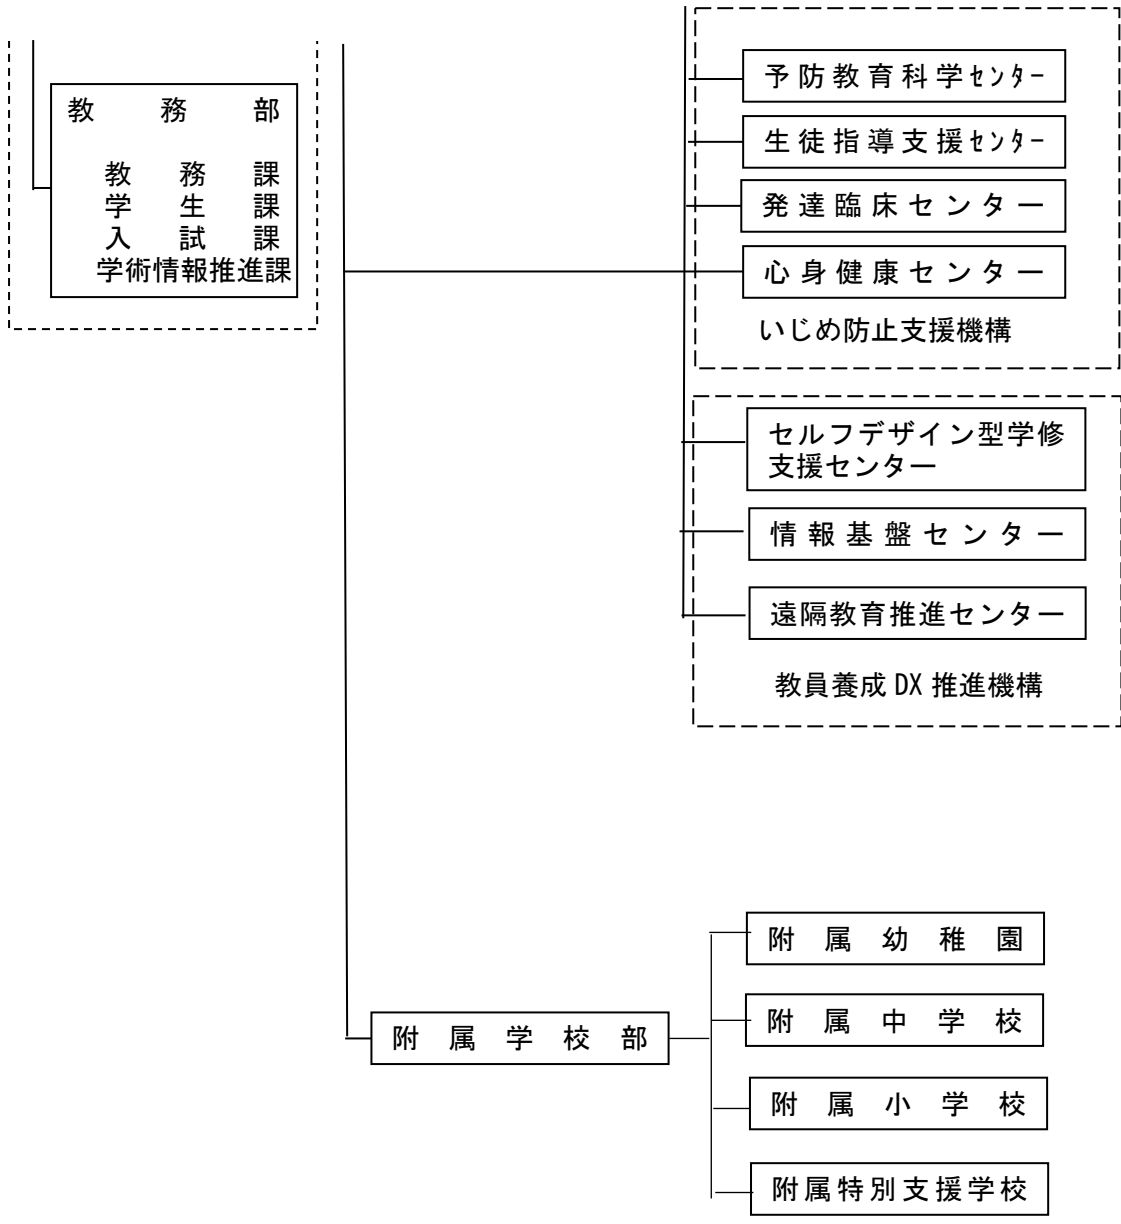 教務部
教務課
学生課
入試課
学術情報推進課
予防教育科学ｾﾝﾀｰ
生徒指導支援ｾﾝﾀｰ
発達臨床センター
心身健康センター
いじめ防止支援機構
セルフデザイン型学修
支援センター
情報基盤センター
遠隔教育推進センター
教員養成 DX 推進機構
附属学校部
附属幼稚園
附属中学校
附属小学校
附属特別支援学校